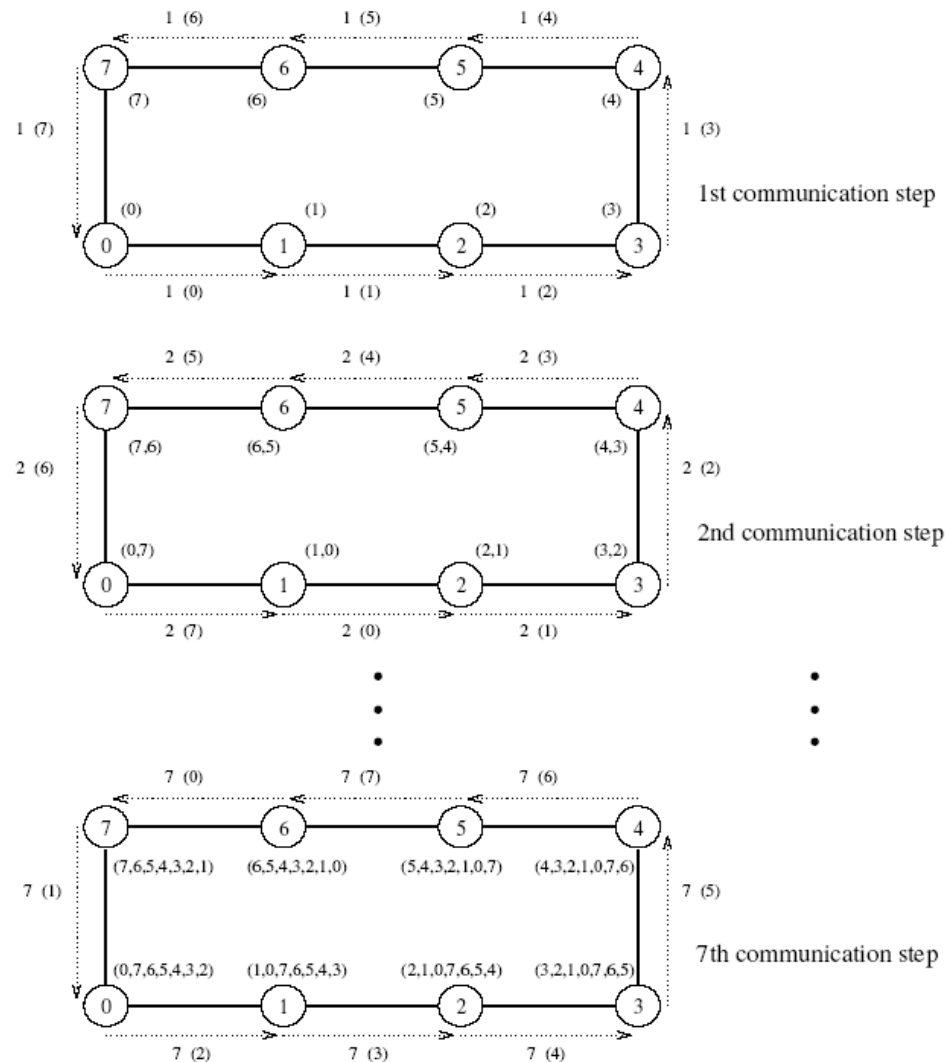 1 (6) 1 (5) 1 (4)
7 6 5 4
(7) (6) (5) (4)
1 (7) 1 (3)
1st communication step
(0) (1) (2) (3)
0 1 2 3
1 (0) 1 (1) 1 (2)
2 (5) 2 (4) 2 (3)
7 6 5 4
(7,6) (6,5) (5,4) (4,3)
2 (6) 2 (2)
2nd communication step
(0,7) (1,0) (2,1) (3,2)
0 1 2 3
2 (7) 2 (0) 2 (1)
7 (0) 7 (7) 7 (6)
7 6 5 4
(7,6,5,4,3,2,1) (6,5,4,3,2,1,0) (5,4,3,2,1,0,7) (4,3,2,1,0,7,6)
7 (1) 7 (5)
7th communication step
(0,7,6,5,4,3,2) (1,0,7,6,5,4,3) (2,1,0,7,6,5,4) (3,2,1,0,7,6,5)
0 1 2 3
7 (2) 7 (3) 7 (4)